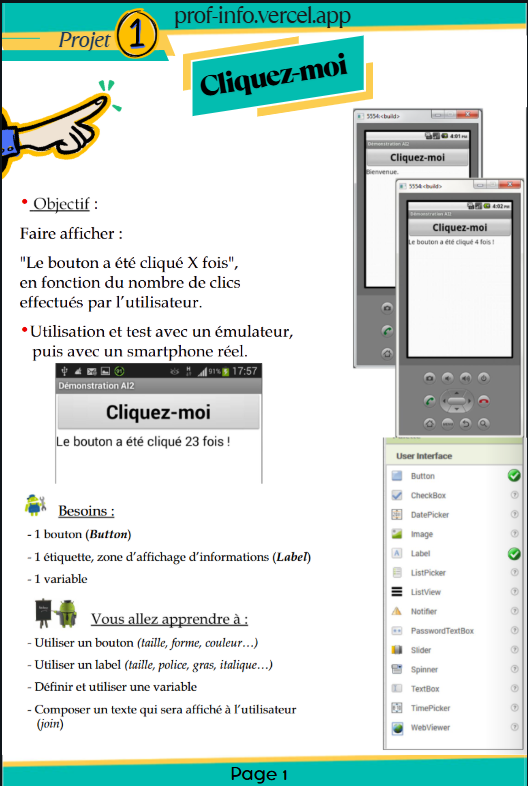 prof-info.vercel.app
Projet 1
Cliquez-moi
• Objectif :
Faire afficher :
"Le bouton a été cliqué X fois",
en fonction du nombre de clics
effectués par l'utilisateur.
• Utilisation et test avec un émulateur,
puis avec un smartphone réel.
5554:<build>
4:01 PM
Démonstration AI2
Cliquez-moi
Bienvenue.
5554:<build>
4:02 PM
Démonstration AI2
Cliquez-moi
Le bouton a été cliqué 4 fois !
91% 17:57
Démonstration AI2
Cliquez-moi
Le bouton a été cliqué 23 fois !
Besoins :
- 1 bouton (Button)
- 1 étiquette, zone d'affichage d'informations (Label)
- 1 variable
Vous allez apprendre à :
- Utiliser un bouton (taille, forme, couleur…)
- Utiliser un label (taille, police, gras, italique…)
- Définir et utiliser une variable
- Composer un texte qui sera affiché à l'utilisateur
(join)
User Interface
Button
CheckBox
DatePicker
Image
Label
ListPicker
ListView
Notifier
PasswordTextBox
Slider
Spinner
TextBox
TimePicker
WebViewer
Page 1